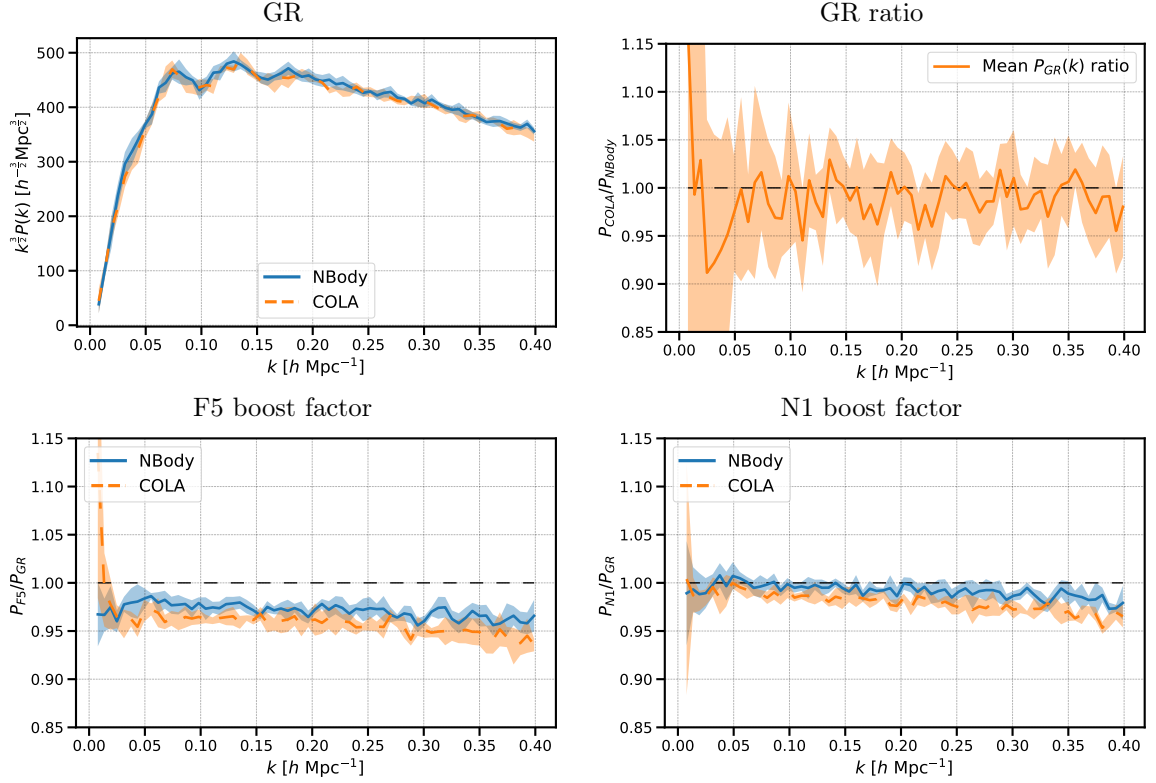 GR
GR ratio
500
400
300
200
100
0
k^{3/2}P(k) [h^{-3/2}Mpc^{3/2}]
NBody
COLA
0.00 0.05 0.10 0.15 0.20 0.25 0.30 0.35 0.40
k [h Mpc⁻¹]
1.15
1.10
1.05
1.00
0.95
0.90
0.85
P_{COLA}/P_{NBody}
Mean P_{GR}(k) ratio
0.00 0.05 0.10 0.15 0.20 0.25 0.30 0.35 0.40
k [h Mpc⁻¹]
F5 boost factor
N1 boost factor
1.15
1.10
1.05
1.00
0.95
0.90
0.85
P_{F5}/P_{GR}
NBody
COLA
0.00 0.05 0.10 0.15 0.20 0.25 0.30 0.35 0.40
k [h Mpc⁻¹]
1.15
1.10
1.05
1.00
0.95
0.90
0.85
P_{N1}/P_{GR}
NBody
COLA
0.00 0.05 0.10 0.15 0.20 0.25 0.30 0.35 0.40
k [h Mpc⁻¹]